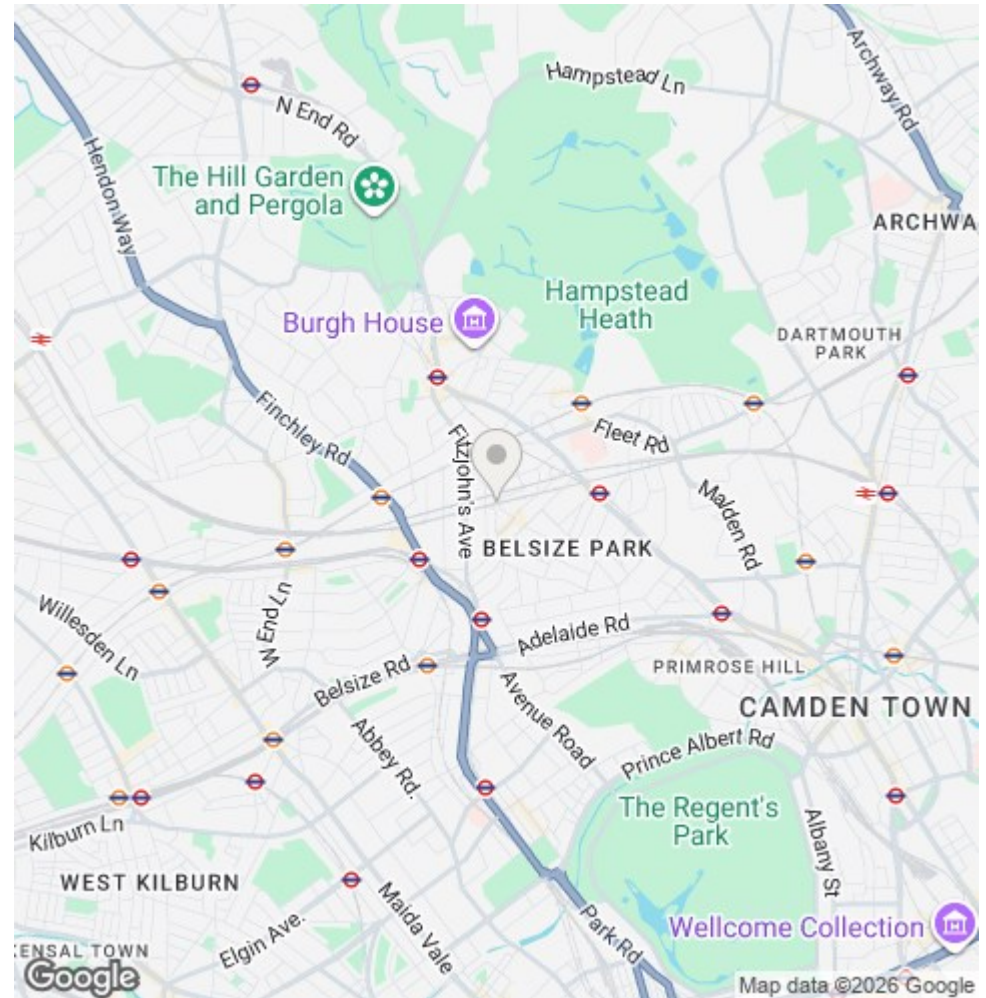 Hampstead Ln
Archway Rd
N End Rd
Hendon Way
The Hill Garden
and Pergola
ARCHWA
Hampstead
Heath
Burgh House
DARTMOUTH
PARK
Finchley Rd
Fitzjohn's Ave
Fleet Rd
Malden Rd
BELSIZE PARK
Willesden Ln
W End Ln
Adelaide Rd
Belsize Rd
PRIMROSE HILL
Avenue Road
CAMDEN TOWN
Abbey Rd.
Prince Albert Rd
The Regent's
Park
Albany St
Kilburn Ln
WEST KILBURN
Maida Vale
Elgin Ave.
Park Rd
Wellcome Collection
KENSAL TOWN
Google
Map data ©2026 Google